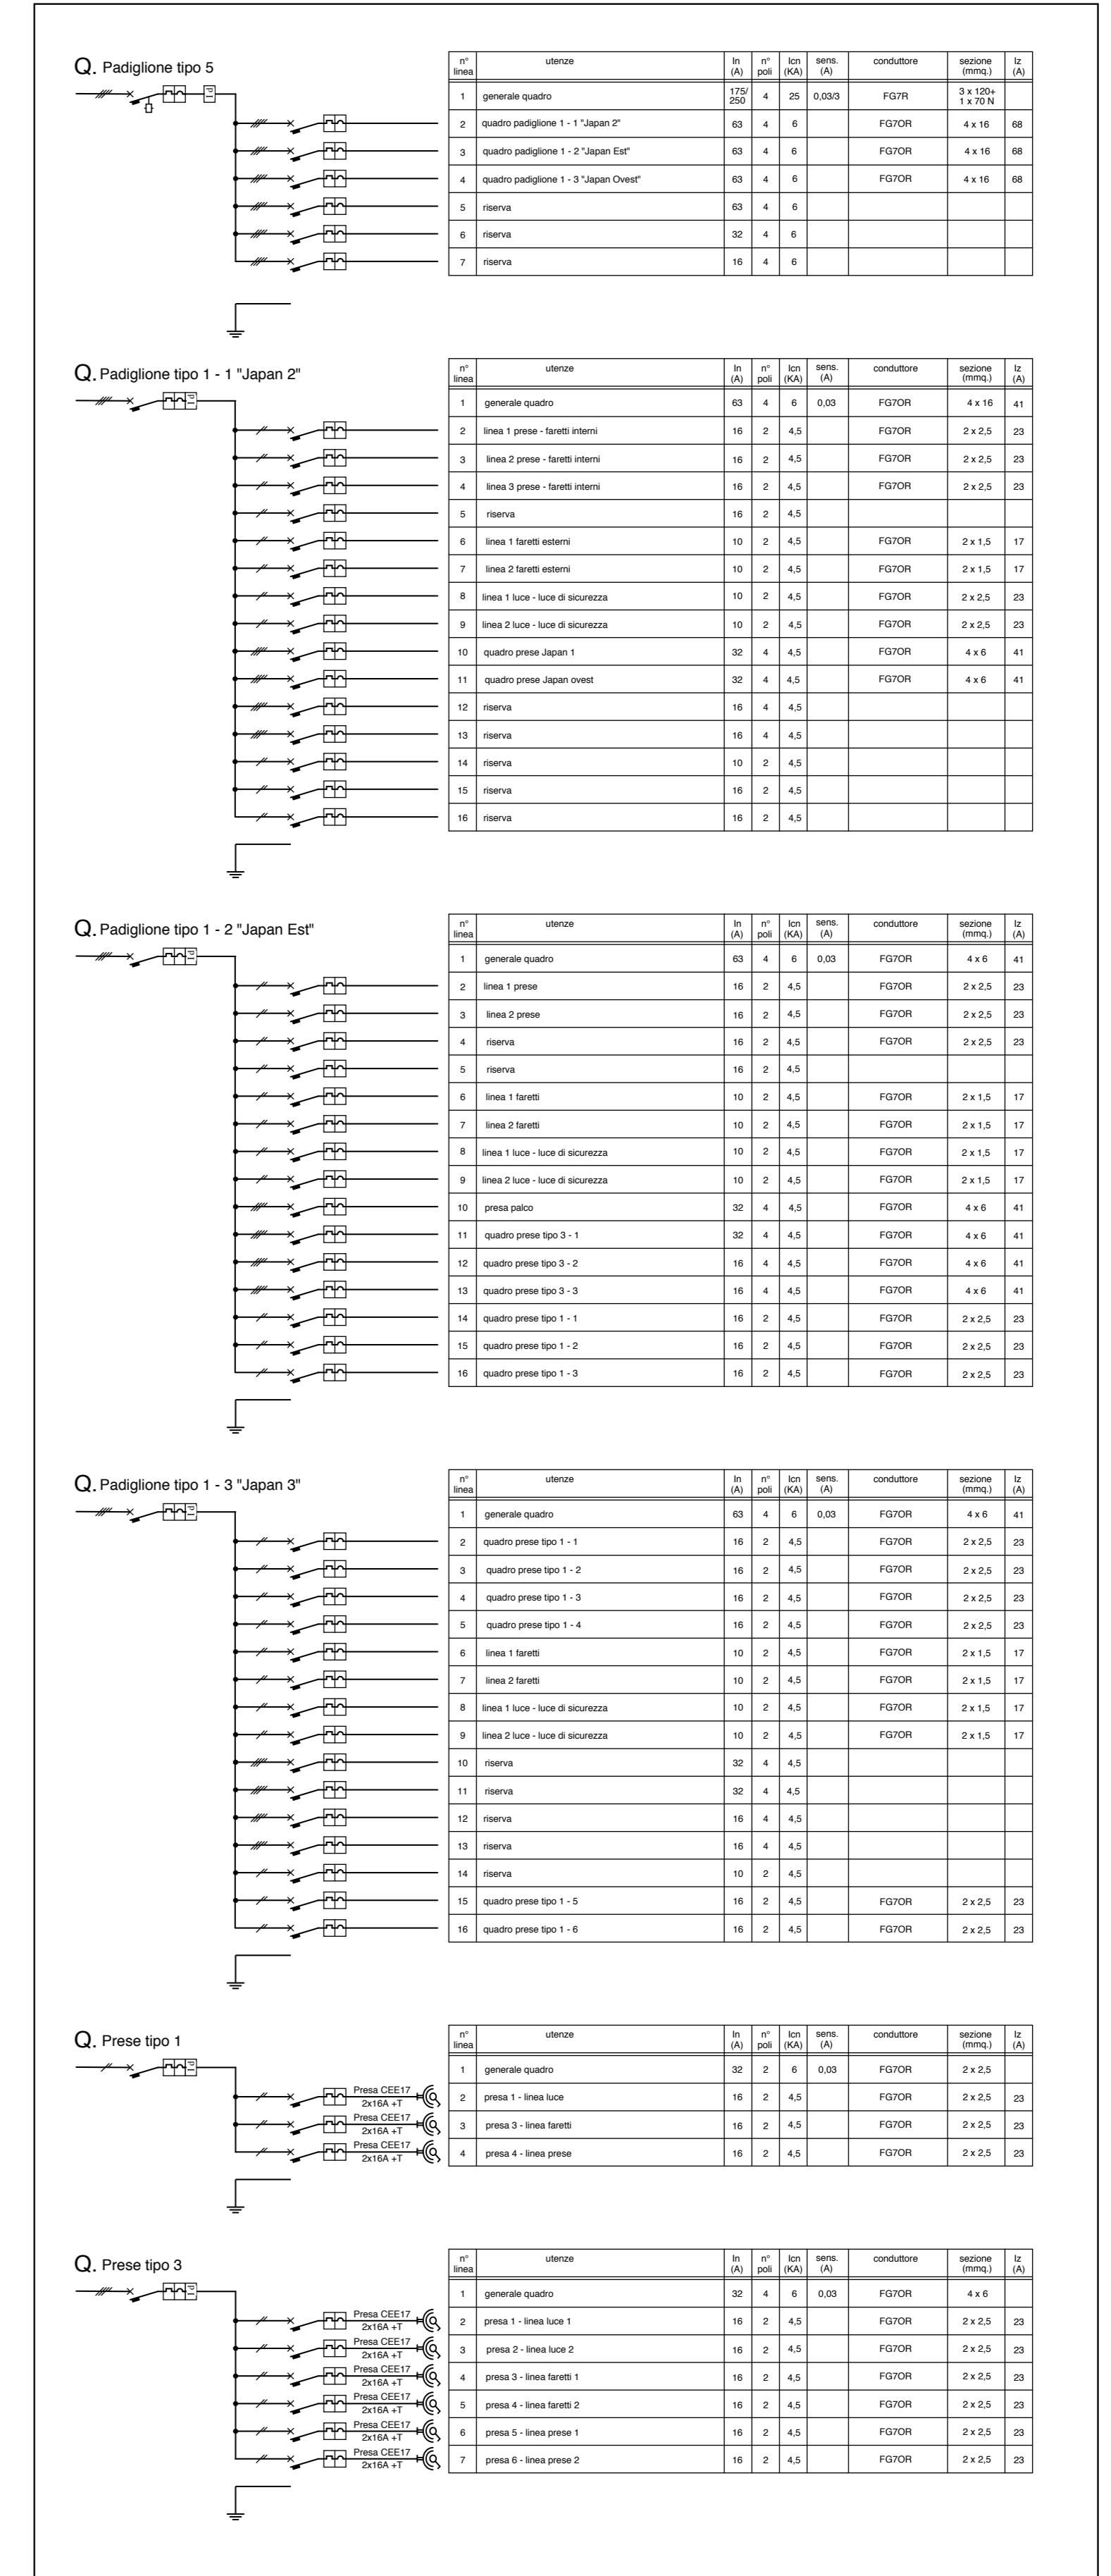 Q. Padiglione tipo 5
n° linea utenze In (A) n° poli Icn (KA) sens. (A) conduttore sezione (mmq.) Iz (A)
1 generale quadro 175/250 4 25 0,03/3 FG7R 3 x 120+ 1 x 70 N
2 quadro padiglione 1 - 1 "Japan 2" 63 4 6 FG7OR 4 x 16 68
3 quadro padiglione 1 - 2 "Japan Est" 63 4 6 FG7OR 4 x 16 68
4 quadro padiglione 1 - 3 "Japan Ovest" 63 4 6 FG7OR 4 x 16 68
5 riserva 63 4 6
6 riserva 32 4 6
7 riserva 16 4 6
P I
Q. Padiglione tipo 1 - 1 "Japan 2"
n° linea utenze In (A) n° poli Icn (KA) sens. (A) conduttore sezione (mmq.) Iz (A)
1 generale quadro 63 4 6 0,03 FG7OR 4 x 16 41
2 linea 1 prese - faretti interni 16 2 4,5 FG7OR 2 x 2,5 23
3 linea 2 prese - faretti interni 16 2 4,5 FG7OR 2 x 2,5 23
4 linea 3 prese - faretti interni 16 2 4,5 FG7OR 2 x 2,5 23
5 riserva 16 2 4,5
6 linea 1 faretti esterni 10 2 4,5 FG7OR 2 x 1,5 17
7 linea 2 faretti esterni 10 2 4,5 FG7OR 2 x 1,5 17
8 linea 1 luce - luce di sicurezza 10 2 4,5 FG7OR 2 x 2,5 23
9 linea 2 luce - luce di sicurezza 10 2 4,5 FG7OR 2 x 2,5 23
10 quadro prese Japan 1 32 4 4,5 FG7OR 4 x 6 41
11 quadro prese Japan ovest 32 4 4,5 FG7OR 4 x 6 41
12 riserva 16 4 4,5
13 riserva 16 4 4,5
14 riserva 10 2 4,5
15 riserva 16 2 4,5
16 riserva 16 2 4,5
P I
Q. Padiglione tipo 1 - 2 "Japan Est"
n° linea utenze In (A) n° poli Icn (KA) sens. (A) conduttore sezione (mmq.) Iz (A)
1 generale quadro 63 4 6 0,03 FG7OR 4 x 6 41
2 linea 1 prese 16 2 4,5 FG7OR 2 x 2,5 23
3 linea 2 prese 16 2 4,5 FG7OR 2 x 2,5 23
4 riserva 16 2 4,5 FG7OR 2 x 2,5 23
5 riserva 16 2 4,5
6 linea 1 faretti 10 2 4,5 FG7OR 2 x 1,5 17
7 linea 2 faretti 10 2 4,5 FG7OR 2 x 1,5 17
8 linea 1 luce - luce di sicurezza 10 2 4,5 FG7OR 2 x 1,5 17
9 linea 2 luce - luce di sicurezza 10 2 4,5 FG7OR 2 x 1,5 17
10 presa palco 32 4 4,5 FG7OR 4 x 6 41
11 quadro prese tipo 3 - 1 32 4 4,5 FG7OR 4 x 6 41
12 quadro prese tipo 3 - 2 16 4 4,5 FG7OR 4 x 6 41
13 quadro prese tipo 3 - 3 16 4 4,5 FG7OR 4 x 6 41
14 quadro prese tipo 1 - 1 16 2 4,5 FG7OR 2 x 2,5 23
15 quadro prese tipo 1 - 2 16 2 4,5 FG7OR 2 x 2,5 23
16 quadro prese tipo 1 - 3 16 2 4,5 FG7OR 2 x 2,5 23
P I
Q. Padiglione tipo 1 - 3 "Japan 3"
n° linea utenze In (A) n° poli Icn (KA) sens. (A) conduttore sezione (mmq.) Iz (A)
1 generale quadro 63 4 6 0,03 FG7OR 4 x 6 41
2 quadro prese tipo 1 - 1 16 2 4,5 FG7OR 2 x 2,5 23
3 quadro prese tipo 1 - 2 16 2 4,5 FG7OR 2 x 2,5 23
4 quadro prese tipo 1 - 3 16 2 4,5 FG7OR 2 x 2,5 23
5 quadro prese tipo 1 - 4 16 2 4,5 FG7OR 2 x 2,5 23
6 linea 1 faretti 10 2 4,5 FG7OR 2 x 1,5 17
7 linea 2 faretti 10 2 4,5 FG7OR 2 x 1,5 17
8 linea 1 luce - luce di sicurezza 10 2 4,5 FG7OR 2 x 1,5 17
9 linea 2 luce - luce di sicurezza 10 2 4,5 FG7OR 2 x 1,5 17
10 riserva 32 4 4,5
11 riserva 32 4 4,5
12 riserva 16 4 4,5
13 riserva 16 4 4,5
14 riserva 10 2 4,5
15 quadro prese tipo 1 - 5 16 2 4,5 FG7OR 2 x 2,5 23
16 quadro prese tipo 1 - 6 16 2 4,5 FG7OR 2 x 2,5 23
P I
Q. Prese tipo 1
n° linea utenze In (A) n° poli Icn (KA) sens. (A) conduttore sezione (mmq.) Iz (A)
P I
1 generale quadro 32 2 6 0,03 FG7OR 2 x 2,5
Presa CEE17 2x16A +T 2 presa 1 - linea luce 16 2 4,5 FG7OR 2 x 2,5 23
Presa CEE17 2x16A +T 3 presa 3 - linea faretti 16 2 4,5 FG7OR 2 x 2,5 23
Presa CEE17 2x16A +T 4 presa 4 - linea prese 16 2 4,5 FG7OR 2 x 2,5 23
Q. Prese tipo 3
n° linea utenze In (A) n° poli Icn (KA) sens. (A) conduttore sezione (mmq.) Iz (A)
P I
1 generale quadro 32 4 6 0,03 FG7OR 4 x 6
Presa CEE17 2x16A +T 2 presa 1 - linea luce 1 16 2 4,5 FG7OR 2 x 2,5 23
Presa CEE17 2x16A +T 3 presa 2 - linea luce 2 16 2 4,5 FG7OR 2 x 2,5 23
Presa CEE17 2x16A +T 4 presa 3 - linea faretti 1 16 2 4,5 FG7OR 2 x 2,5 23
Presa CEE17 2x16A +T 5 presa 4 - linea faretti 2 16 2 4,5 FG7OR 2 x 2,5 23
Presa CEE17 2x16A +T 6 presa 5 - linea prese 1 16 2 4,5 FG7OR 2 x 2,5 23
Presa CEE17 2x16A +T 7 presa 6 - linea prese 2 16 2 4,5 FG7OR 2 x 2,5 23